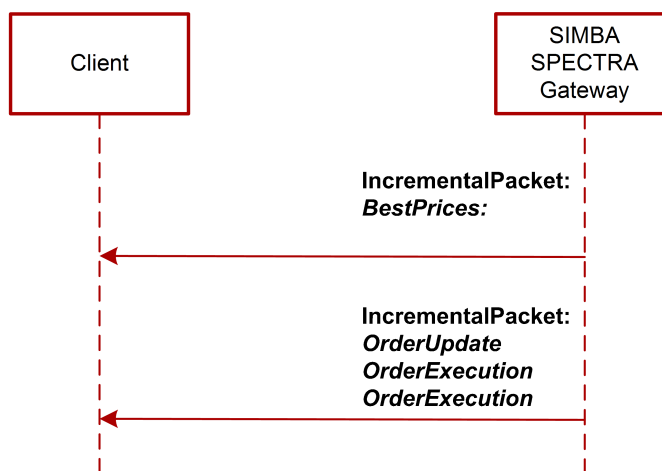 Client
SIMBA
SPECTRA
Gateway
IncrementalPacket:
BestPrices:
IncrementalPacket:
OrderUpdate
OrderExecution
OrderExecution